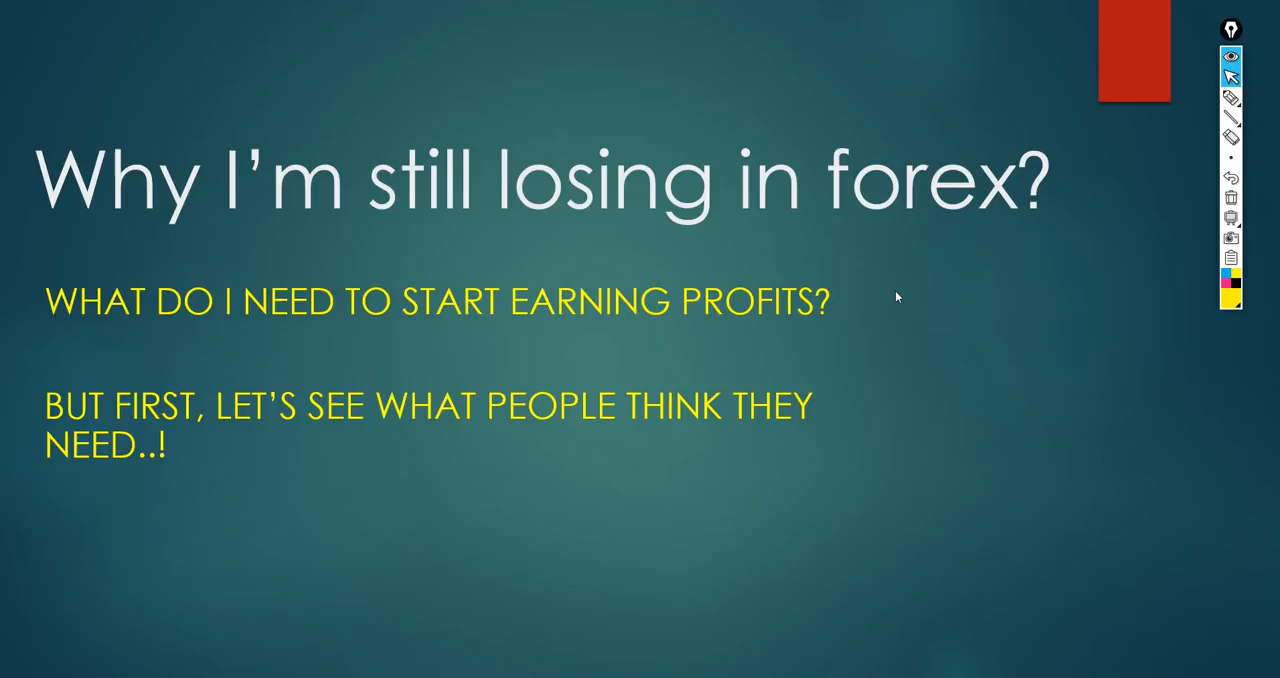 Why I’m still losing in forex?
WHAT DO I NEED TO START EARNING PROFITS?
BUT FIRST, LET’S SEE WHAT PEOPLE THINK THEY
NEED..!